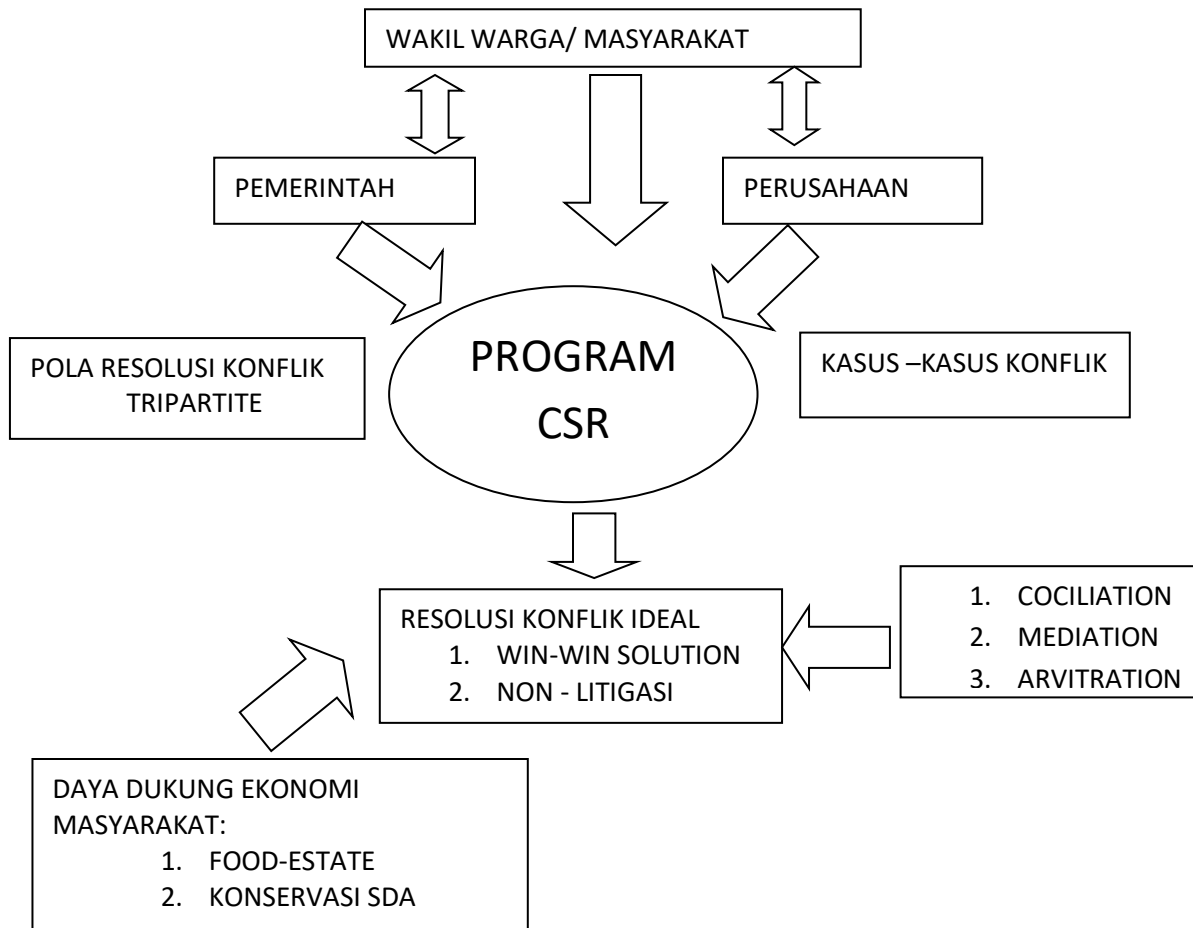 WAKIL WARGA/ MASYARAKAT
PEMERINTAH
PERUSAHAAN
POLA RESOLUSI KONFLIK
TRIPARTITE
PROGRAM
CSR
KASUS –KASUS KONFLIK
RESOLUSI KONFLIK IDEAL
1. WIN-WIN SOLUTION
2. NON - LITIGASI
1. COCILIATION
2. MEDIATION
3. ARVITRATION
DAYA DUKUNG EKONOMI
MASYARAKAT:
1. FOOD-ESTATE
2. KONSERVASI SDA